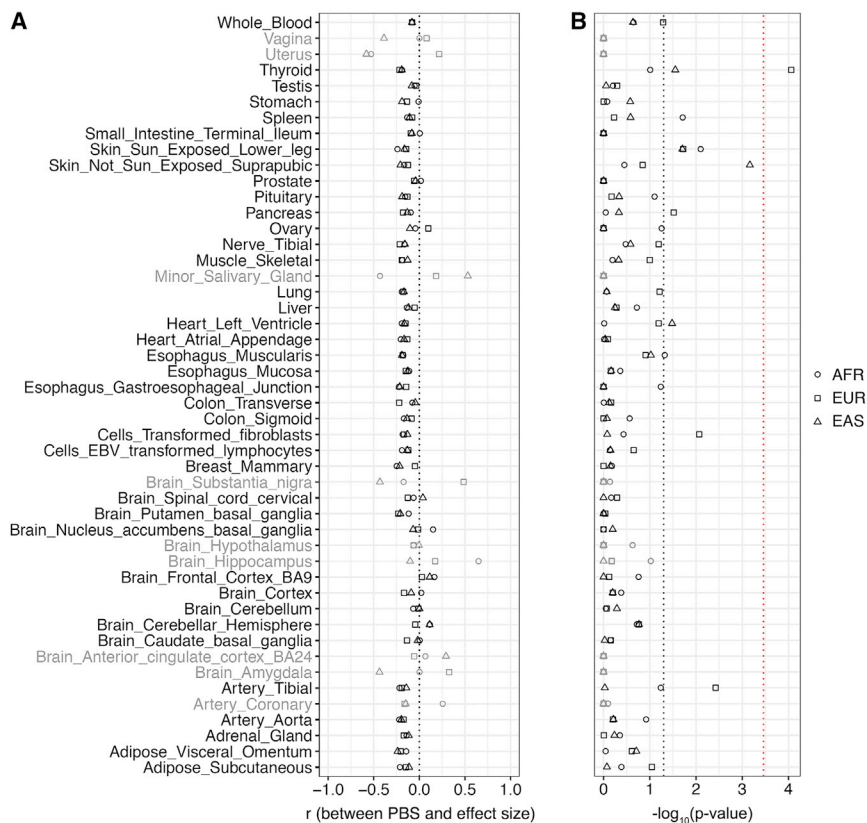 A
B
Whole_Blood
Vagina
Uterus
Thyroid
Testis
Stomach
Spleen
Small_Intestine_Terminal_Ileum
Skin_Sun_Exposed_Lower_leg
Skin_Not_Sun_Exposed_Suprapubic
Prostate
Pituitary
Pancreas
Ovary
Nerve_Tibial
Muscle_Skeletal
Minor_Salivary_Gland
Lung
Liver
Heart_Left_Ventricle
Heart_Atrial_Appendage
Esophagus_Muscularis
Esophagus_Mucosa
Esophagus_Gastroesophageal_Junction
Colon_Transverse
Colon_Sigmoid
Cells_Transformed_fibroblasts
Cells_EBV_transformed_lymphocytes
Breast_Mammary
Brain_Substantia_nigra
Brain_Spinal_cord_cervical
Brain_Putamen_basal_ganglia
Brain_Nucleus_accumbens_basal_ganglia
Brain_Hypothalamus
Brain_Hippocampus
Brain_Frontal_Cortex_BA9
Brain_Cortex
Brain_Cerebellum
Brain_Cerebellar_Hemisphere
Brain_Caudate_basal_ganglia
Brain_Anterior_cingulate_cortex_BA24
Brain_Amygdala
Artery_Tibial
Artery_Coronary
Artery_Aorta
Adrenal_Gland
Adipose_Visceral_Omentum
Adipose_Subcutaneous
−1.0 −0.5 0.0 0.5 1.0
r (between PBS and effect size)
0 1 2 3 4
-log₁₀(p-value)
AFR
EUR
EAS